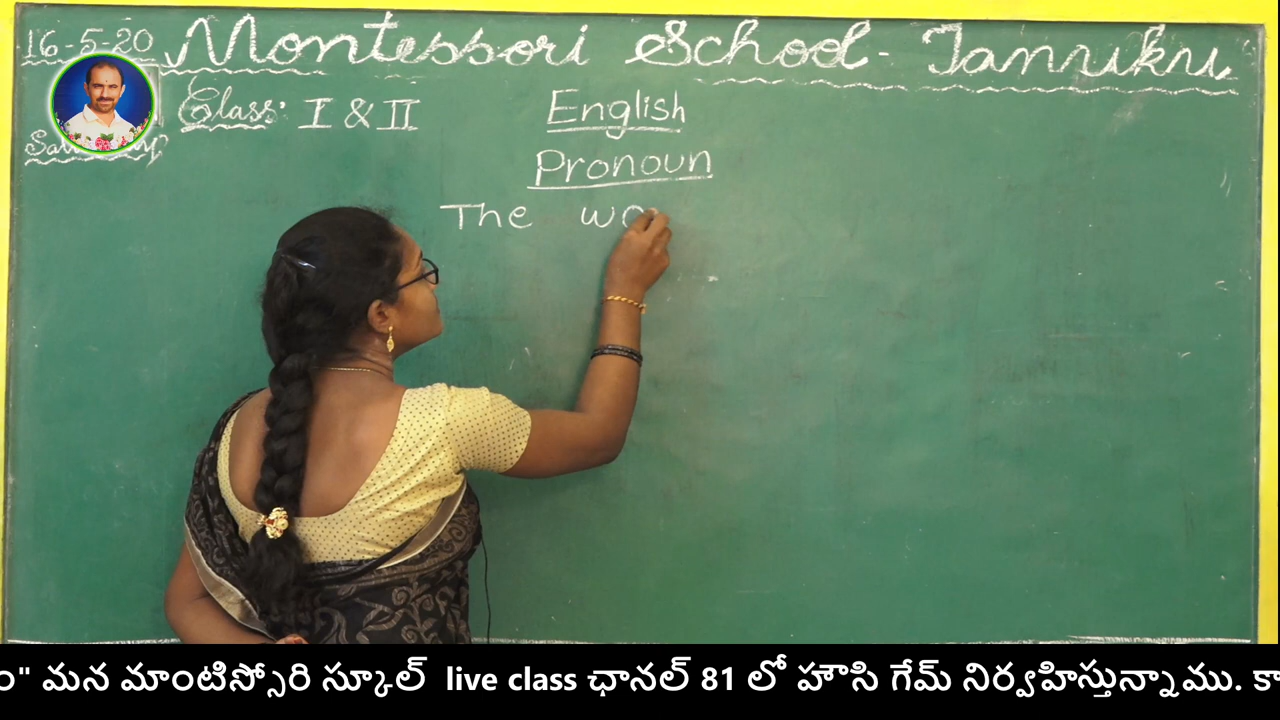 16-5-20 Montessori School - Tanuku
Class: I & II
English
Pronoun
The wo
ం" మన మాంటిస్సోరి స్కూల్ live class ఛానల్ 81 లో హౌసి గేమ్ నిర్వహిస్తున్నాము. కా